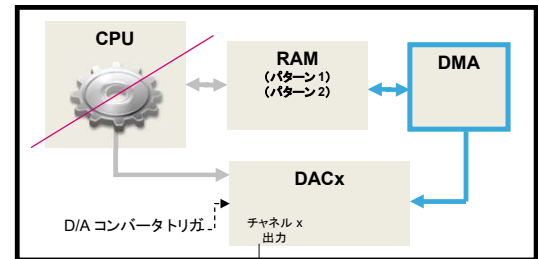 CPU
RAM
(パターン 1)
(パターン 2)
DMA
DACx
D/A コンバータトリガ
チャネル x
出力